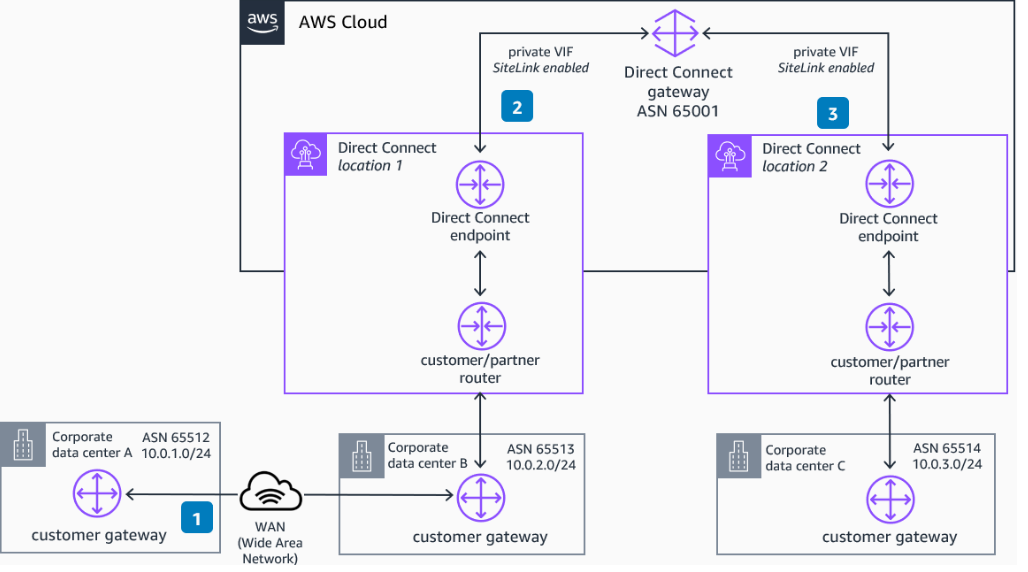 aws
AWS Cloud
private VIF
SiteLink enabled
Direct Connect
gateway
ASN 65001
private VIF
SiteLink enabled
2
3
Direct Connect
location 1
Direct Connect
endpoint
customer/partner
router
Direct Connect
location 2
Direct Connect
endpoint
customer/partner
router
Corporate
data center A
ASN 65512
10.0.1.0/24
customer gateway
1
WAN
(Wide Area
Network)
Corporate
data center B
ASN 65513
10.0.2.0/24
customer gateway
Corporate
data center C
ASN 65514
10.0.3.0/24
customer gateway